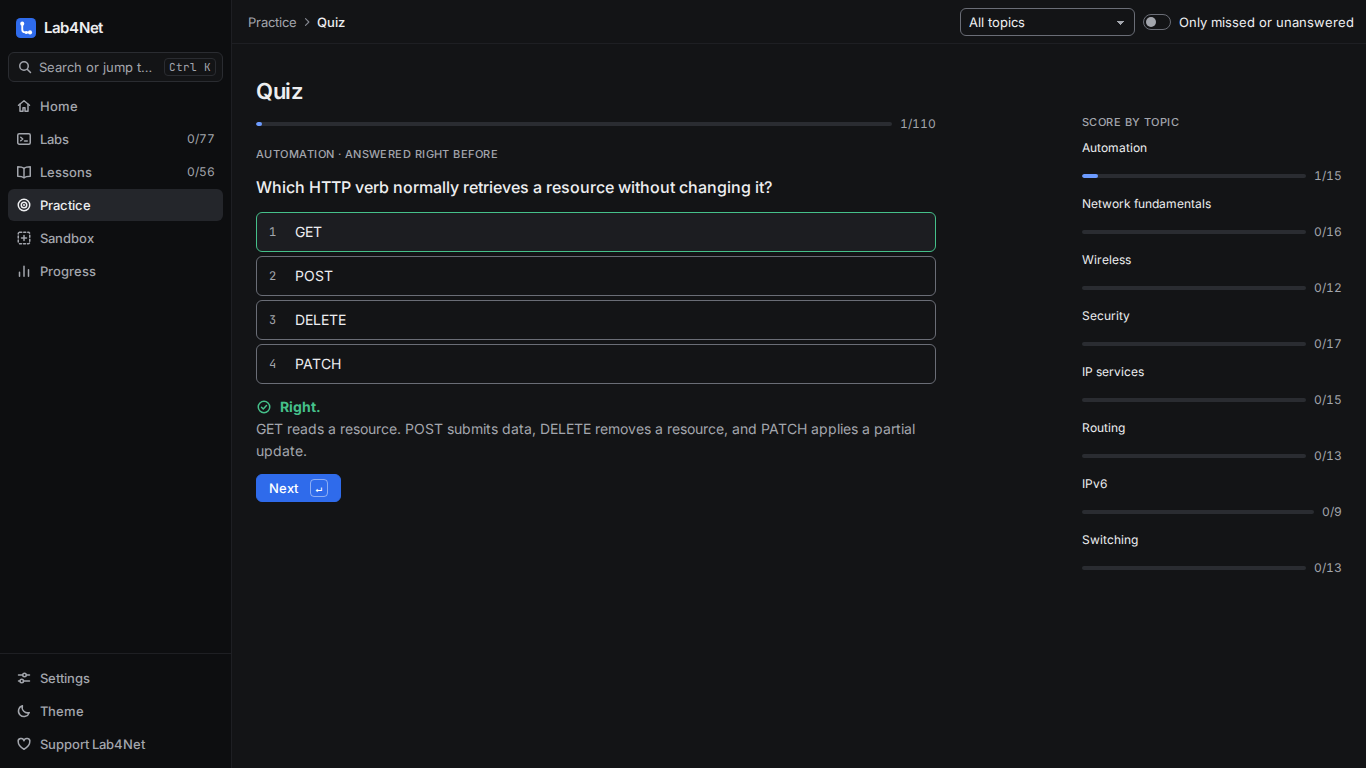 Lab4Net
Search or jump t... Ctrl K
Home
Labs 0/77
Lessons 0/56
Practice
Sandbox
Progress
Settings
Theme
Support Lab4Net
Practice > Quiz
All topics
Only missed or unanswered
Quiz
1/110
AUTOMATION · ANSWERED RIGHT BEFORE
Which HTTP verb normally retrieves a resource without changing it?
1 GET
2 POST
3 DELETE
4 PATCH
Right.
GET reads a resource. POST submits data, DELETE removes a resource, and PATCH applies a partial
update.
Next ↵
SCORE BY TOPIC
Automation
1/15
Network fundamentals
0/16
Wireless
0/12
Security
0/17
IP services
0/15
Routing
0/13
IPv6
0/9
Switching
0/13